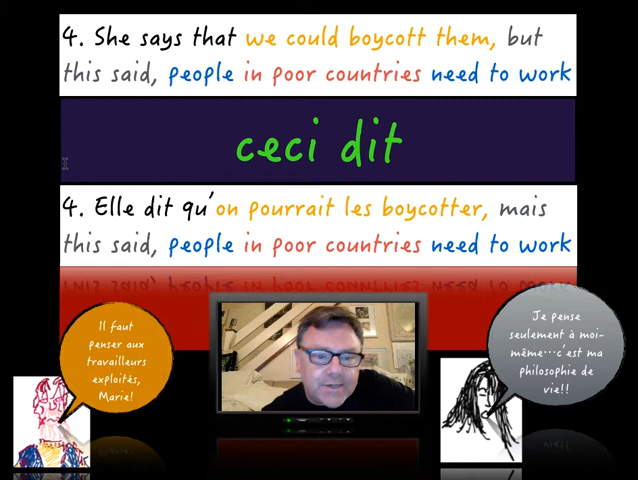 4. She says that we could boycott them, but
this said, people in poor countries need to work
ceci dit
4. Elle dit qu'on pourrait les boycotter, mais
this said, people in poor countries need to work
Il faut
penser aux
travailleurs
exploités,
Marie!
Je pense
seulement à moi-
même...c'est ma
philosophie de
vie!!